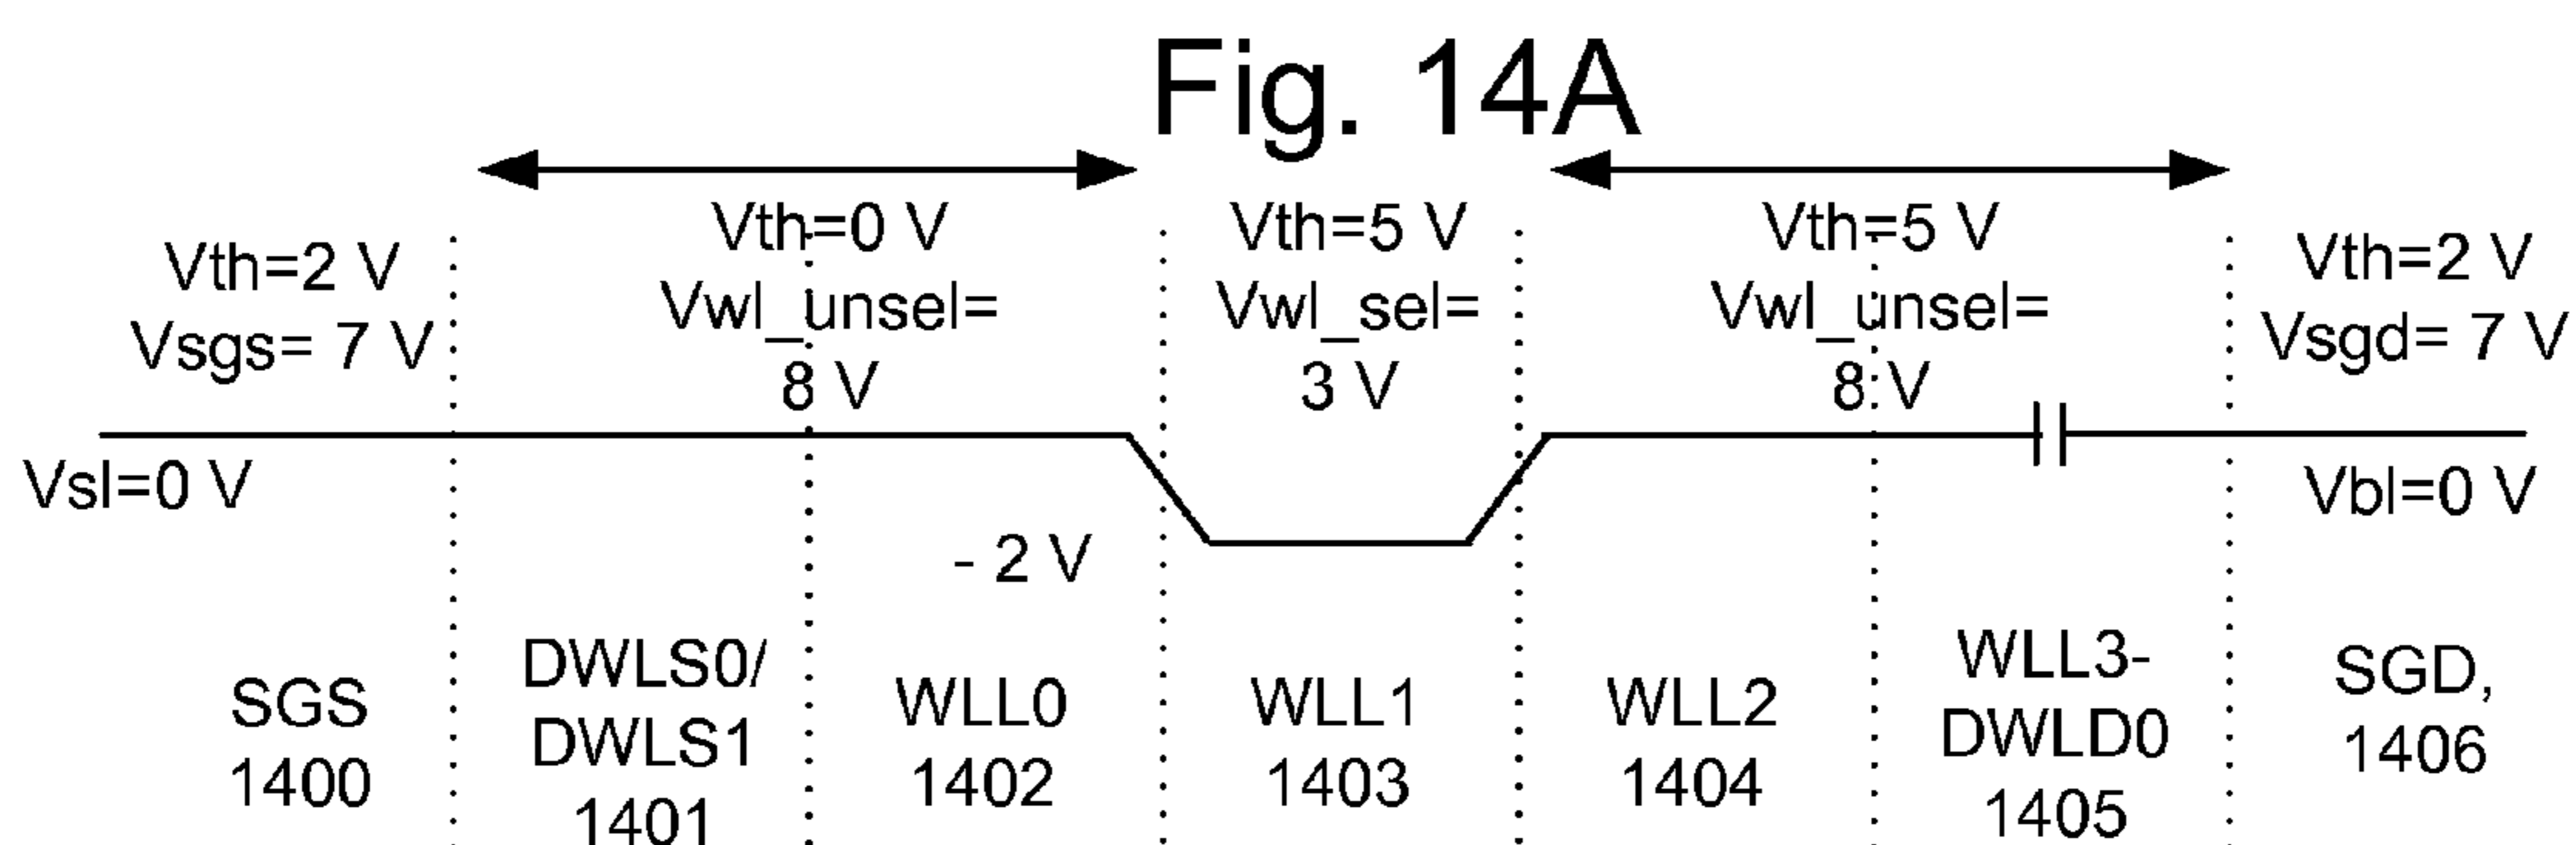 Fig. 14A
Vth=2 V
Vsgs= 7 V
Vth=0 V
Vwl_unsel=
8 V
Vth=5 V
Vwl_sel=
3 V
Vth=5 V
Vwl_unsel=
8 V
Vth=2 V
Vsgd= 7 V
Vsl=0 V
- 2 V
Vbl=0 V
SGS
1400
DWLS0/
DWLS1
1401
WLL0
1402
WLL1
1403
WLL2
1404
WLL3-
DWLD0
1405
SGD,
1406